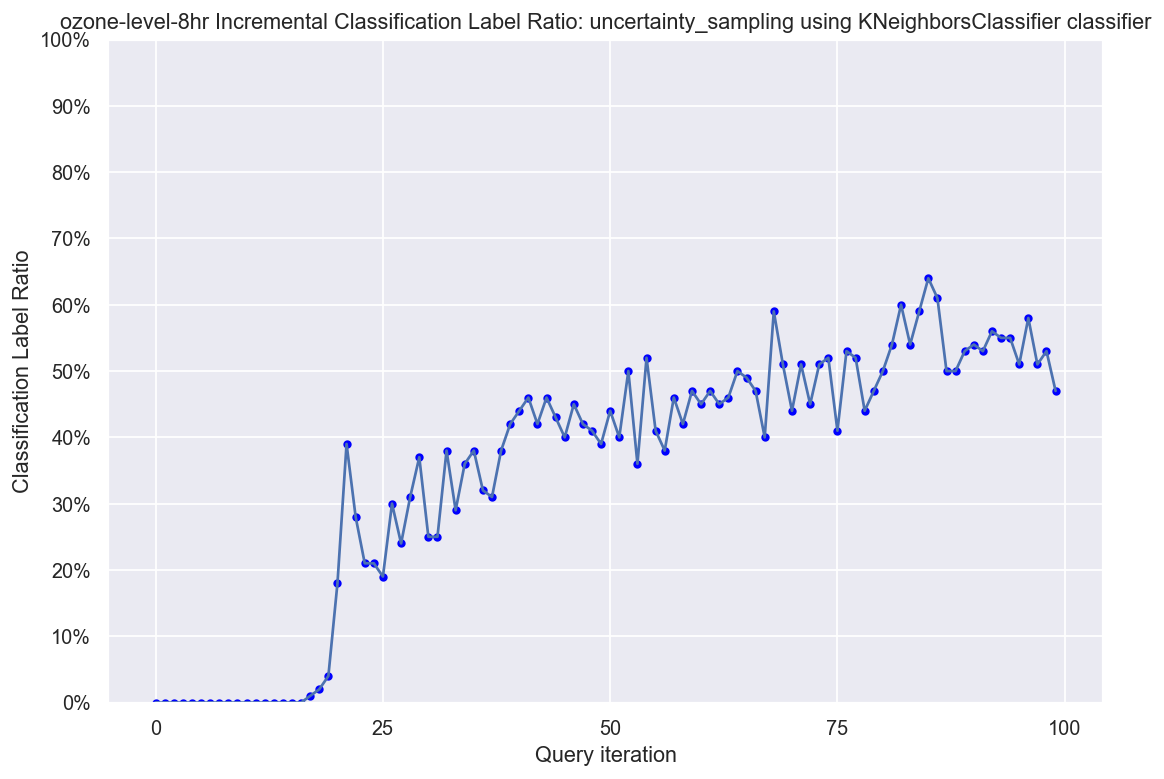 ozone-level-8hr Incremental Classification Label Ratio: uncertainty_sampling using KNeighborsClassifier classifier
100%
90%
80%
70%
60%
50%
40%
30%
20%
10%
0%
Classification Label Ratio
0 25 50 75 100
Query iteration